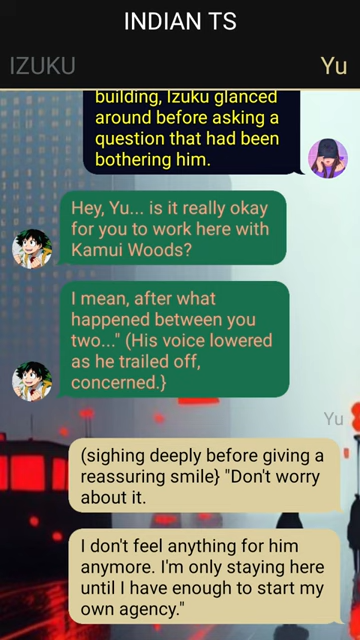 INDIAN TS
IZUKU
Yu
building, Izuku glanced
around before asking a
question that had been
bothering him.
Hey, Yu... is it really okay
for you to work here with
Kamui Woods?
I mean, after what
happened between you
two..." (His voice lowered
as he trailed off,
concerned.}
Yu
(sighing deeply before giving a
reassuring smile} "Don't worry
about it.
I don't feel anything for him
anymore. I'm only staying here
until I have enough to start my
own agency."